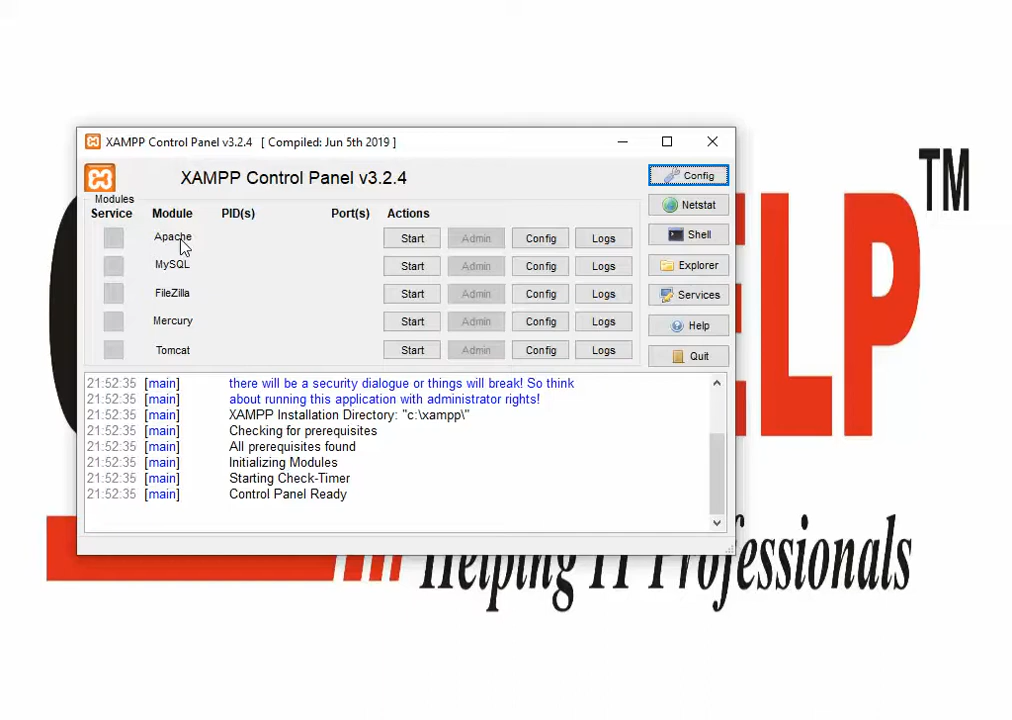 TM
XAMPP Control Panel v3.2.4 [ Compiled: Jun 5th 2019 ]
XAMPP Control Panel v3.2.4
Config
Modules
Service Module PID(s) Port(s) Actions
Netstat
Apache Start Admin Config Logs
Shell
MySQL Start Admin Config Logs
Explorer
FileZilla Start Admin Config Logs
Services
Mercury Start Admin Config Logs
Help
Tomcat Start Admin Config Logs
Quit
21:52:35 [main] there will be a security dialogue or things will break! So think
21:52:35 [main] about running this application with administrator rights!
21:52:35 [main] XAMPP Installation Directory: "c:\xampp\"
21:52:35 [main] Checking for prerequisites
21:52:35 [main] All prerequisites found
21:52:35 [main] Initializing Modules
21:52:35 [main] Starting Check-Timer
21:52:35 [main] Control Panel Ready
ELP
Helping IT Professionals